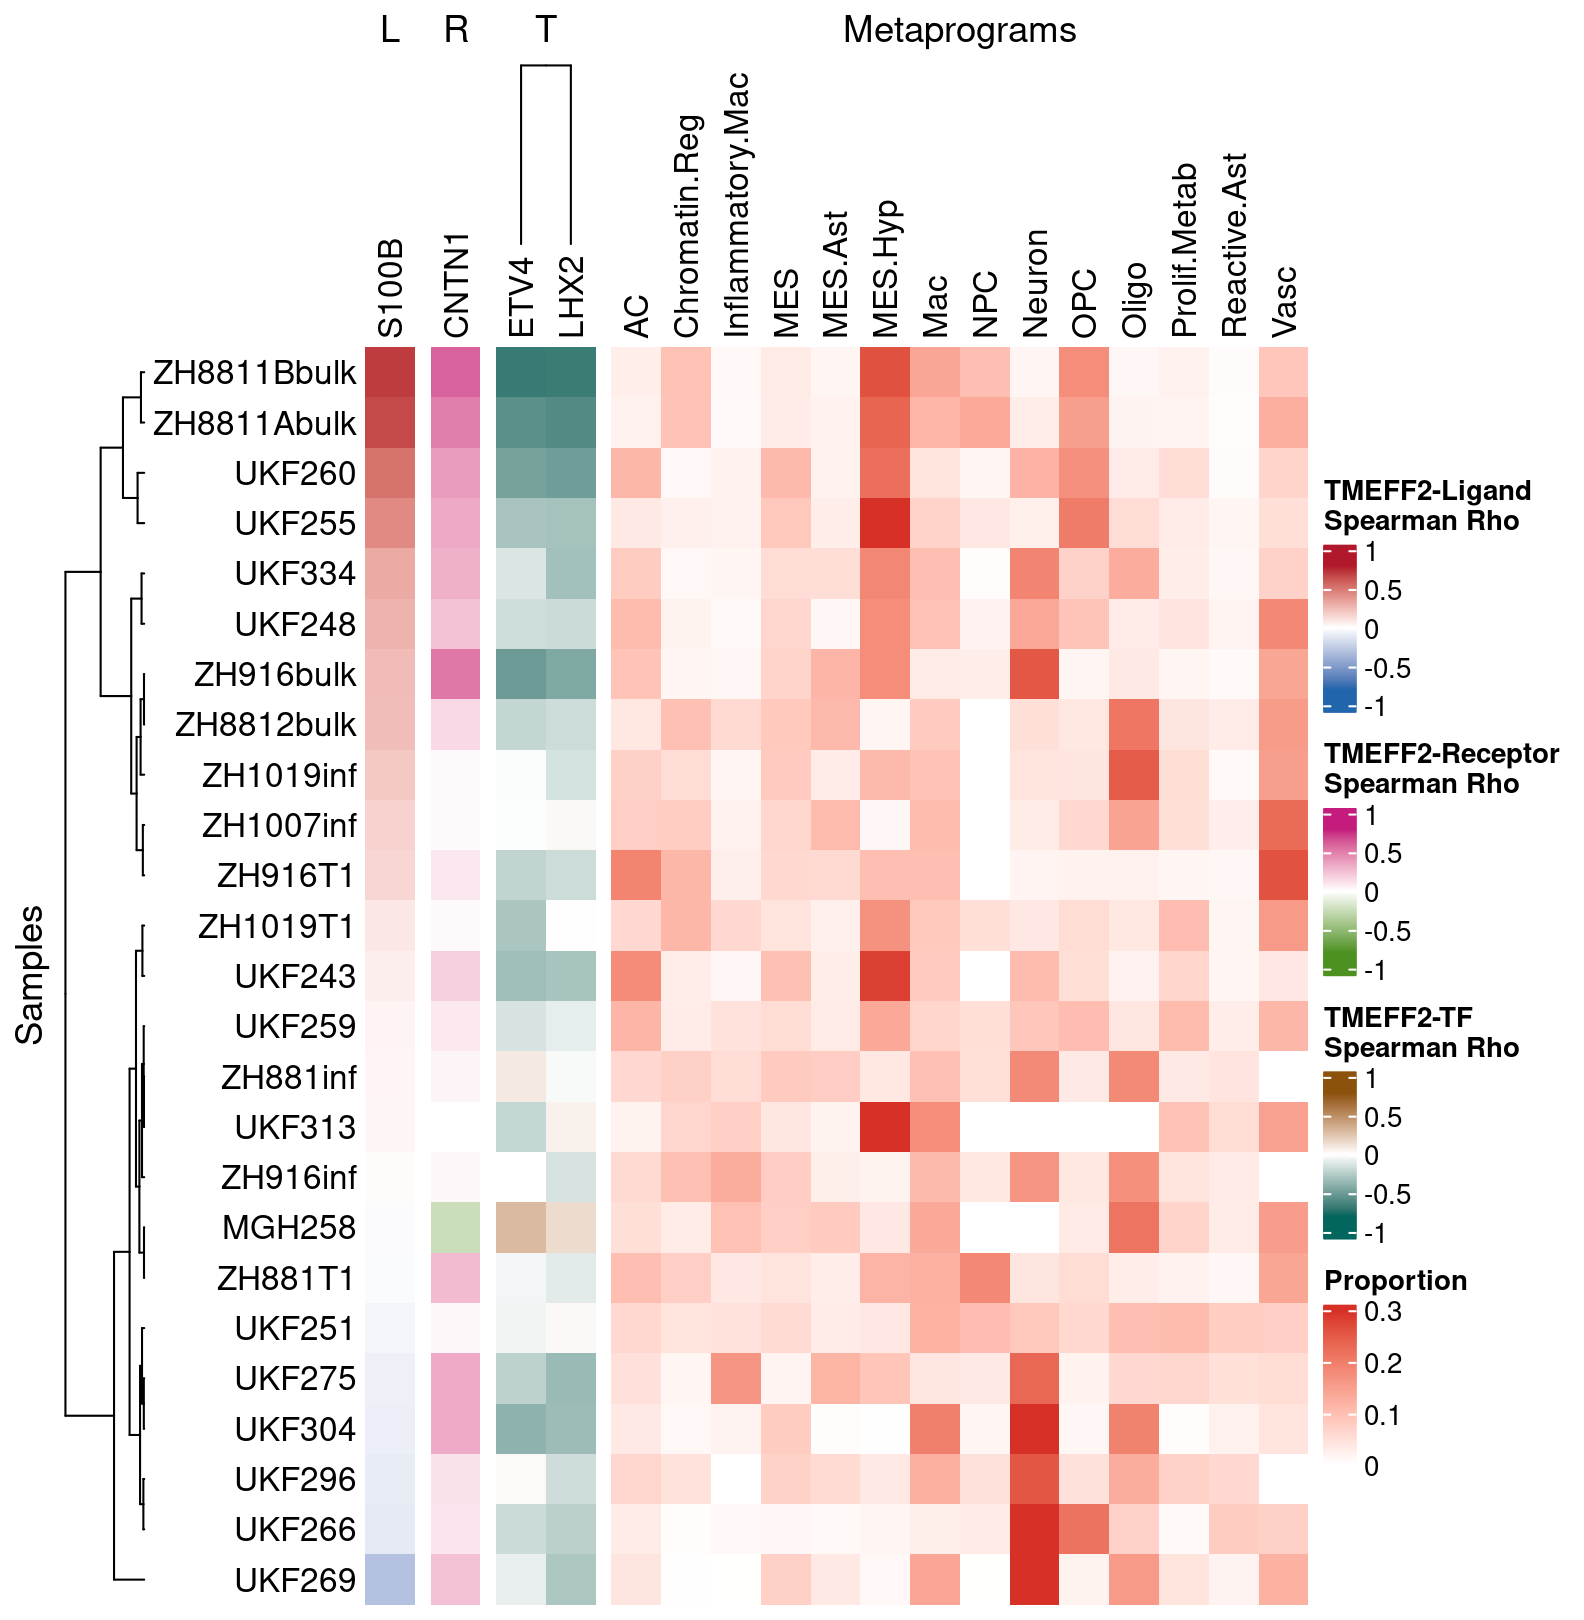 L R T Metaprograms
S100B
CNTN1
ETV4
LHX2
AC
Chromatin.Reg
Inflammatory.Mac
MES
MES.Ast
MES.Hyp
Mac
NPC
Neuron
OPC
Oligo
Prolif.Metab
Reactive.Ast
Vasc
Samples
ZH8811Bbulk
ZH8811Abulk
UKF260
UKF255
UKF334
UKF248
ZH916bulk
ZH8812bulk
ZH1019inf
ZH1007inf
ZH916T1
ZH1019T1
UKF243
UKF259
ZH881inf
UKF313
ZH916inf
MGH258
ZH881T1
UKF251
UKF275
UKF304
UKF296
UKF266
UKF269
TMEFF2-Ligand
Spearman Rho
1
0.5
0
-0.5
-1
TMEFF2-Receptor
Spearman Rho
1
0.5
0
-0.5
-1
TMEFF2-TF
Spearman Rho
1
0.5
0
-0.5
-1
Proportion
0.3
0.2
0.1
0